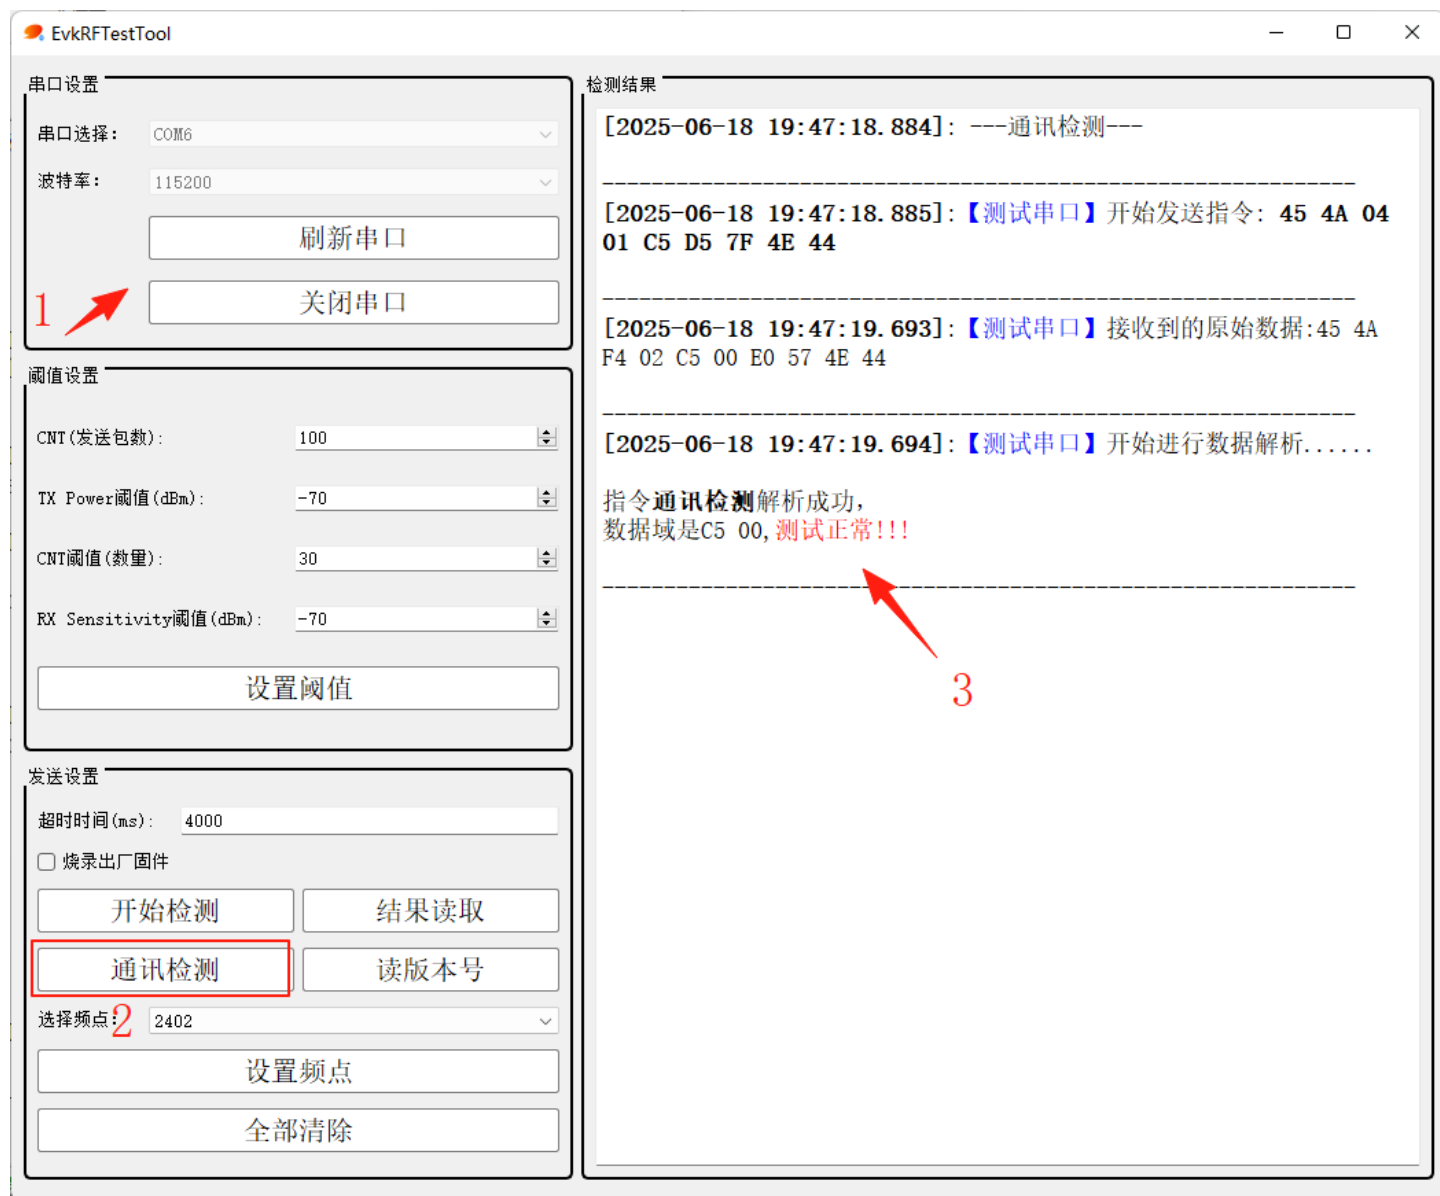 EvkRFTestTool
串口设置
串口选择: COM6
波特率: 115200
刷新串口
1
关闭串口
阈值设置
CNT(发送包数): 100
TX Power阈值(dBm): -70
CNT阈值(数量): 30
RX Sensitivity阈值(dBm): -70
设置阈值
发送设置
超时时间(ms): 4000
烧录出厂固件
开始检测 结果读取
通讯检测 读版本号
选择频点: 2402
2
设置频点
全部清除
检测结果
[2025-06-18 19:47:18.884]: ---通讯检测---
[2025-06-18 19:47:18.885]:【测试串口】开始发送指令: 45 4A 04
01 C5 D5 7F 4E 44
[2025-06-18 19:47:19.693]:【测试串口】接收到的原始数据:45 4A
F4 02 C5 00 E0 57 4E 44
[2025-06-18 19:47:19.694]:【测试串口】开始进行数据解析......
指令通讯检测解析成功,
数据域是C5 00,测试正常!!!
3